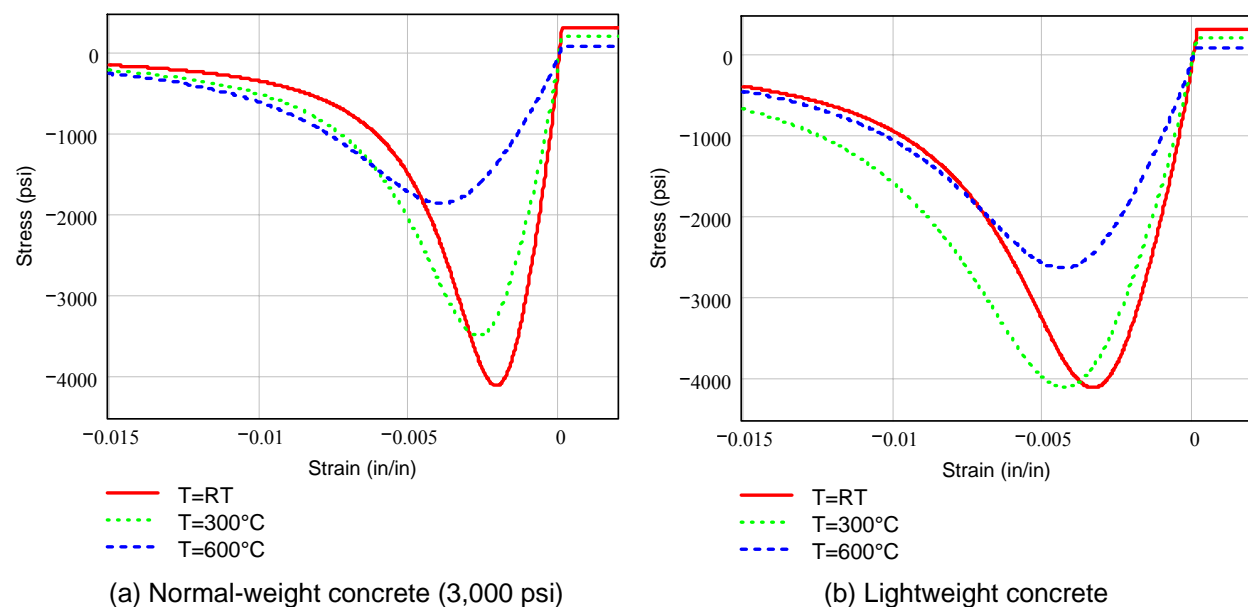 0
−1000
−2000
−3000
−4000
Stress (psi)
−0.015
−0.01
−0.005
0
Strain (in/in)
T=RT
T=300°C
T=600°C
(a) Normal-weight concrete (3,000 psi)
0
−1000
−2000
−3000
−4000
Stress (psi)
−0.015
−0.01
−0.005
0
Strain (in/in)
T=RT
T=300°C
T=600°C
(b) Lightweight concrete